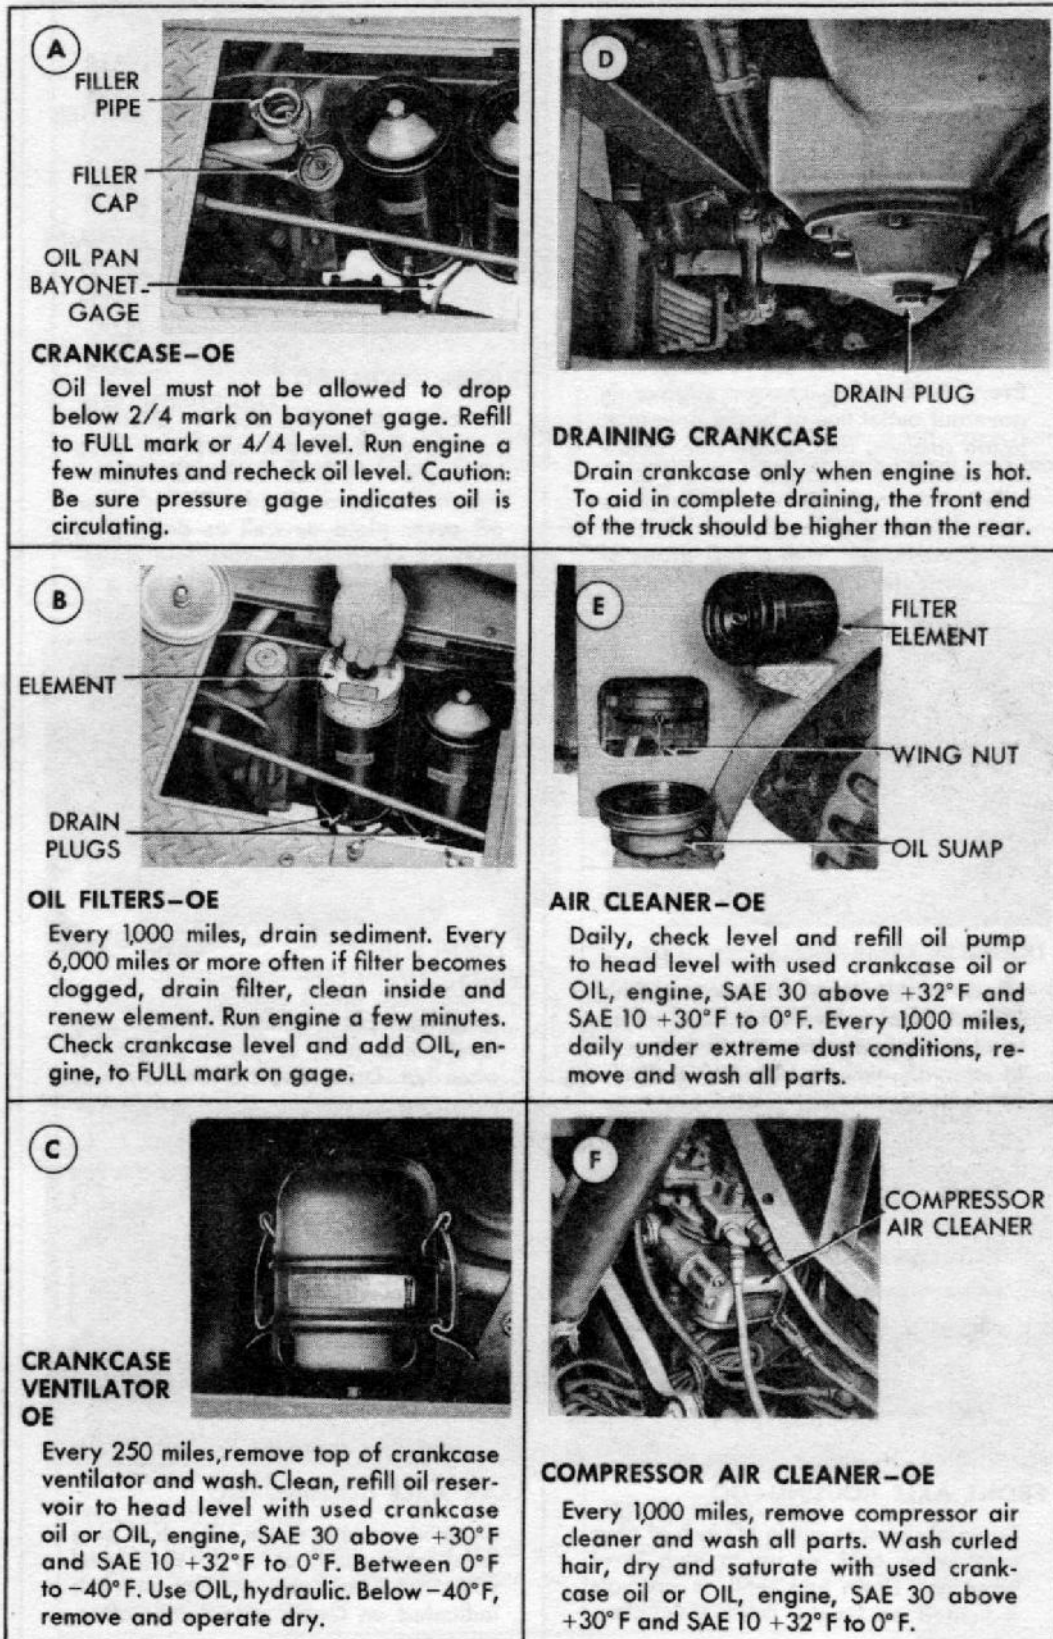 A
FILLER
PIPE
FILLER
CAP
OIL PAN
BAYONET
GAGE
CRANKCASE–OE
Oil level must not be allowed to drop
below 2/4 mark on bayonet gage. Refill
to FULL mark or 4/4 level. Run engine a
few minutes and recheck oil level. Caution:
Be sure pressure gage indicates oil is
circulating.
D
DRAIN PLUG
DRAINING CRANKCASE
Drain crankcase only when engine is hot.
To aid in complete draining, the front end
of the truck should be higher than the rear.
B
ELEMENT
DRAIN
PLUGS
OIL FILTERS–OE
Every 1,000 miles, drain sediment. Every
6,000 miles or more often if filter becomes
clogged, drain filter, clean inside and
renew element. Run engine a few minutes.
Check crankcase level and add OIL, en-
gine, to FULL mark on gage.
E
FILTER
ELEMENT
WING NUT
OIL SUMP
AIR CLEANER–OE
Daily, check level and refill oil pump
to head level with used crankcase oil or
OIL, engine, SAE 30 above +32°F and
SAE 10 +30°F to 0°F. Every 1,000 miles,
daily under extreme dust conditions, re-
move and wash all parts.
C
CRANKCASE
VENTILATOR
OE
Every 250 miles, remove top of crankcase
ventilator and wash. Clean, refill oil reser-
voir to head level with used crankcase
oil or OIL, engine, SAE 30 above +30°F
and SAE 10 +32°F to 0°F. Between 0°F
to –40°F. Use OIL, hydraulic. Below –40°F,
remove and operate dry.
F
COMPRESSOR
AIR CLEANER
COMPRESSOR AIR CLEANER–OE
Every 1,000 miles, remove compressor air
cleaner and wash all parts. Wash curled
hair, dry and saturate with used crank-
case oil or OIL, engine, SAE 30 above
+30°F and SAE 10 +32°F to 0°F.